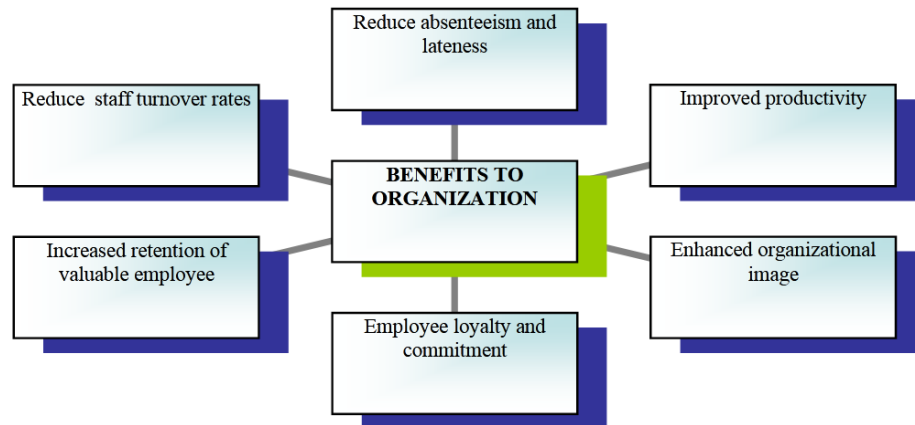 Reduce absenteeism and
lateness
Reduce staff turnover rates
Improved productivity
BENEFITS TO
ORGANIZATION
Increased retention of
valuable employee
Enhanced organizational
image
Employee loyalty and
commitment